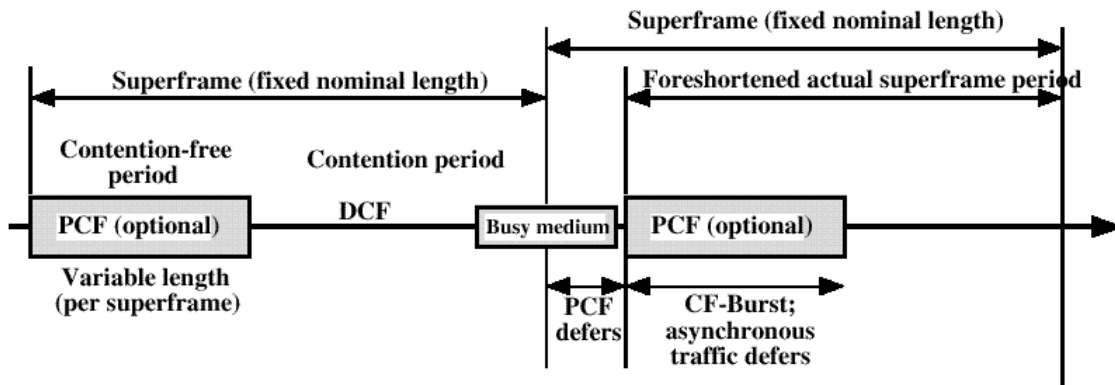 Superframe (fixed nominal length)
Superframe (fixed nominal length)
Foreshortened actual superframe period
Contention-free
period
Contention period
PCF (optional)
DCF
Busy medium
PCF (optional)
Variable length
(per superframe)
PCF
defers
CF-Burst;
asynchronous
traffic defers